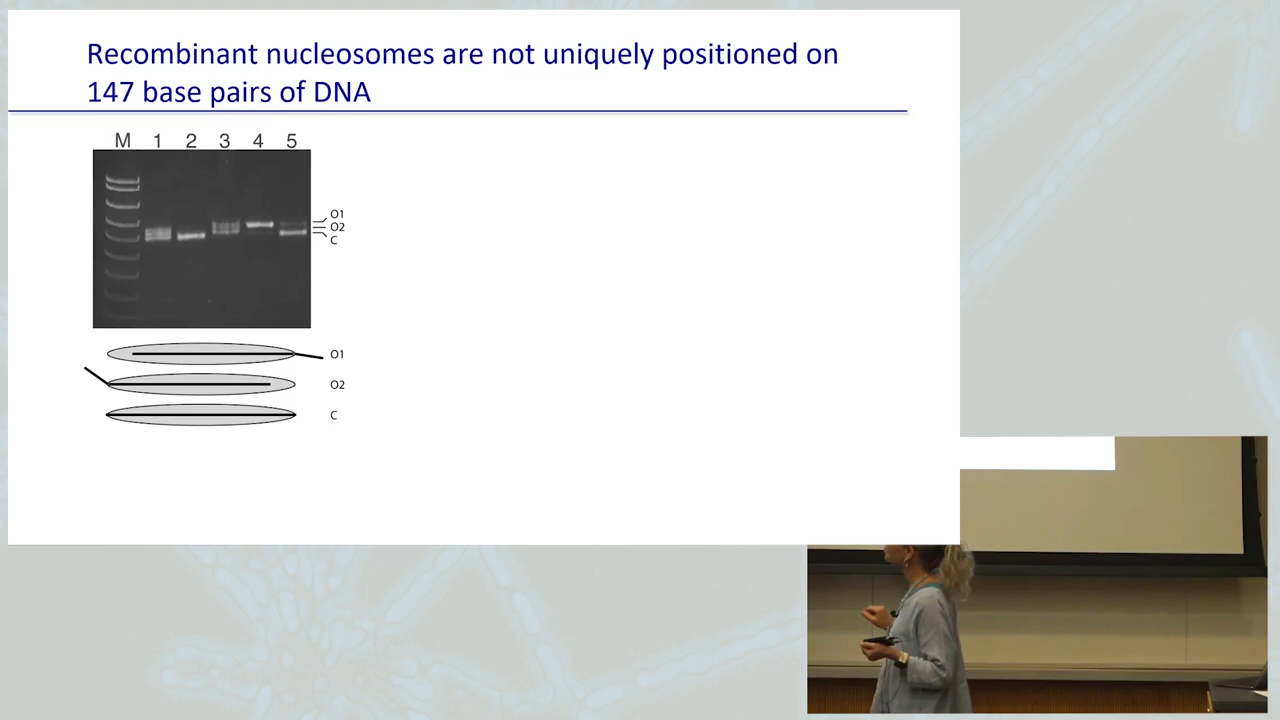 Recombinant nucleosomes are not uniquely positioned on
147 base pairs of DNA
M 1 2 3 4 5
O1
O2
C
O1
O2
C